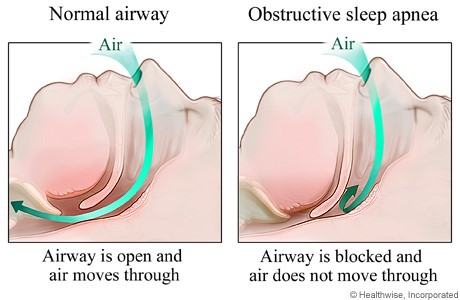 Normal airway
Obstructive sleep apnea
Air
Air
Airway is open and
air moves through
Airway is blocked and
air does not move through
© Healthwise, Incorporated